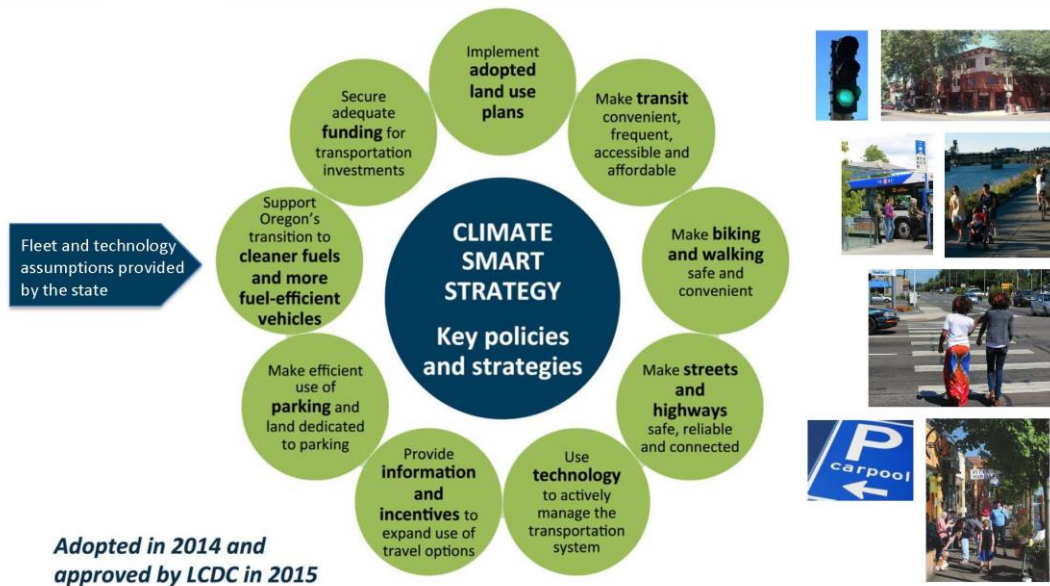 Implement
adopted
land use
plans
Make transit
convenient,
frequent,
accessible and
affordable
Make biking
and walking
safe and
convenient
Make streets
and
highways
safe, reliable
and connected
Use
technology
to actively
manage the
transportation
system
Provide
information
and
incentives to
expand use of
travel options
Make efficient
use of
parking and
land dedicated
to parking
Support
Oregon's
transition to
cleaner fuels
and more
fuel-efficient
vehicles
Secure
adequate
funding for
transportation
investments
CLIMATE
SMART
STRATEGY
Key policies
and strategies
Fleet and technology
assumptions provided
by the state
Adopted in 2014 and
approved by LCDC in 2015
P
carpool